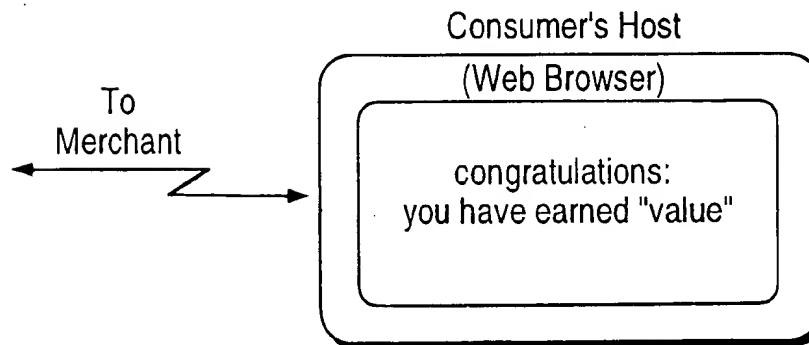 Consumer's Host
(Web Browser)
To
Merchant
congratulations:
you have earned "value"